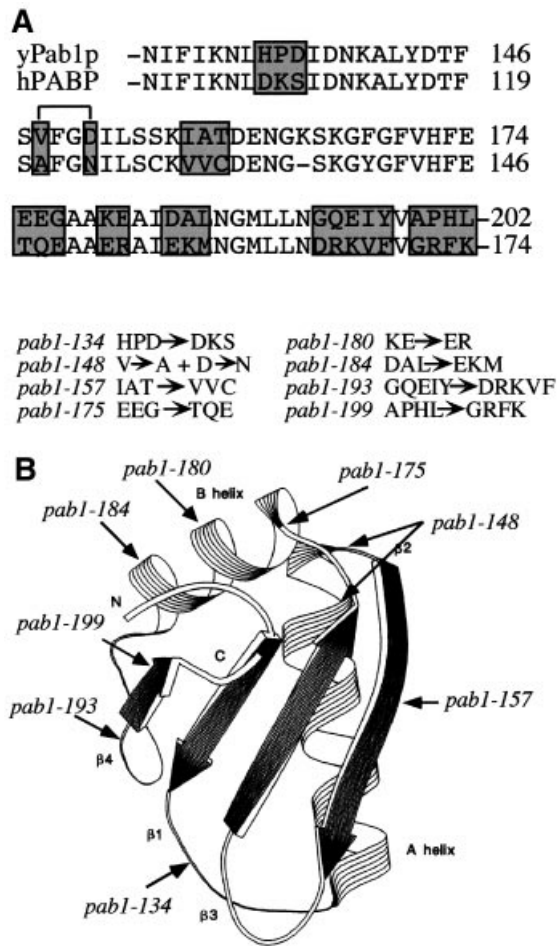 A
yPab1p -NIFIKNLHPDIDNKALYDTF 146
hPABP -NIFIKNLDKSIDNKALYDTF 119
SVFGDILSSKIATDENGKSKGFGFVHFE 174
SAFGNILSCKVVCDENG-SKGYGFVHFE 146
EEGAAKEAIDALNGMLLNGQEIYVAPHL-202
TQEAAERAIEKMNGMLLNDRKVFVGRFK-174
pab1-134 HPD→DKS
pab1-148 V→A + D→N
pab1-157 IAT→VVC
pab1-175 EEG→TQE
pab1-180 KE→ER
pab1-184 DAL→EKM
pab1-193 GQEIY→DRKVF
pab1-199 APHL→GRFK
B
pab1-180
pab1-175
B helix
pab1-184
pab1-148
β2
N
pab1-199
C
pab1-157
pab1-193
β4
β1
A helix
pab1-134
β3